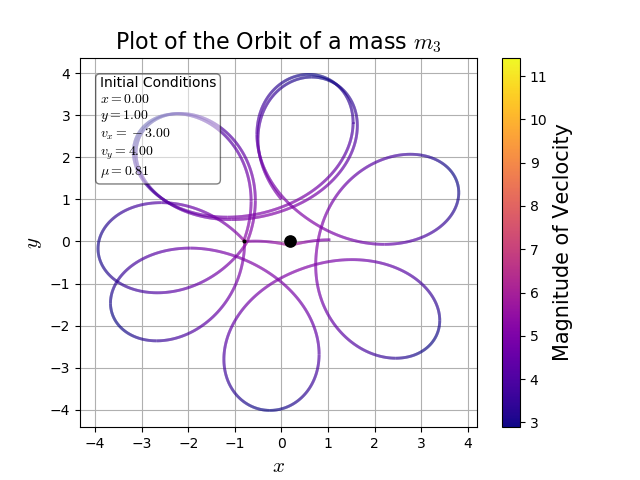 Plot of the Orbit of a mass m₃
Initial Conditions
x = 0.00
y = 1.00
vₓ = −3.00
v_y = 4.00
μ = 0.81
4
3
2
1
0
−1
−2
−3
−4
y
−4 −3 −2 −1 0 1 2 3 4
x
11
10
9
8
7
6
5
4
3
Magnitude of Veclocity